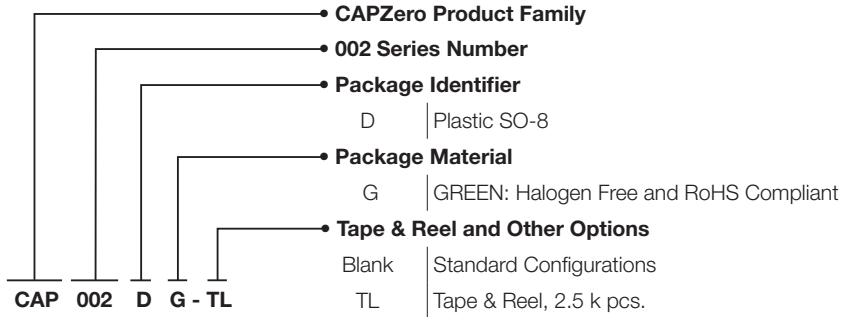 • CAPZero Product Family
• 002 Series Number
• Package Identifier
D Plastic SO-8
• Package Material
G GREEN: Halogen Free and RoHS Compliant
• Tape & Reel and Other Options
Blank Standard Configurations
TL Tape & Reel, 2.5 k pcs.
CAP 002 D G - TL